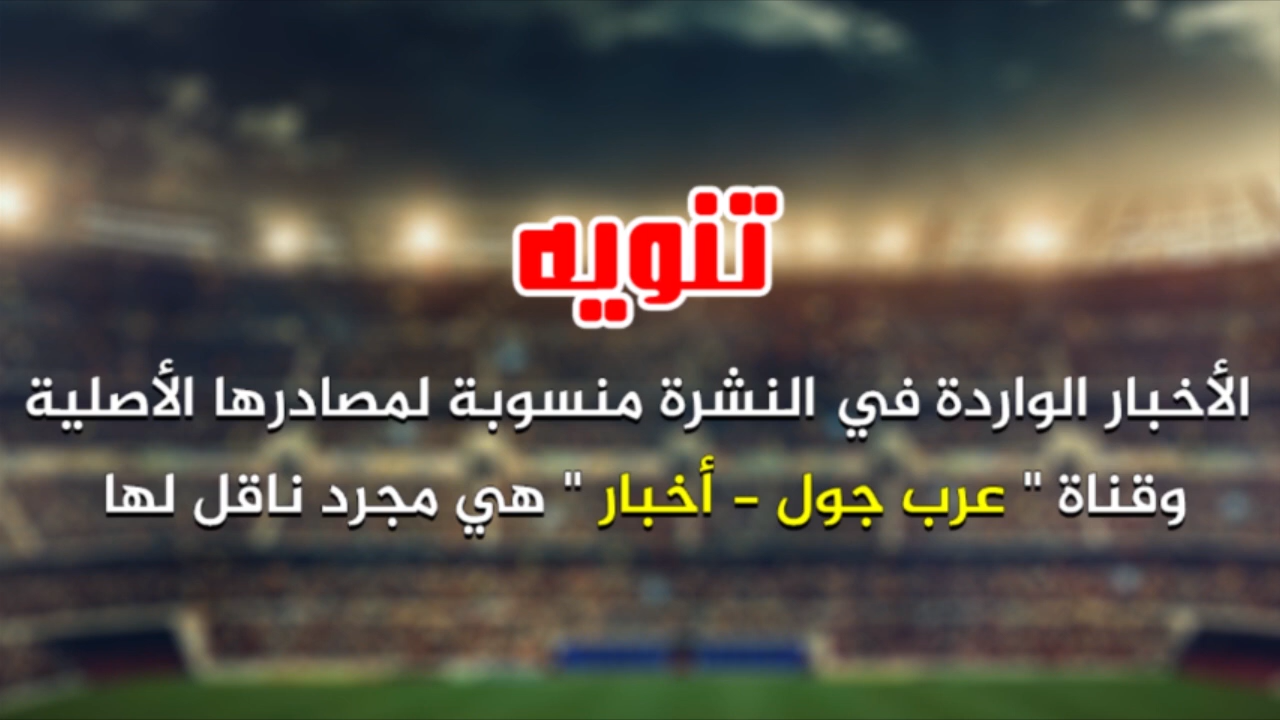 تنويه
الأخبار الواردة في النشرة منسوبة لمصادرها الأصلية
وقناة " عرب جول - أخبار " هي مجرد ناقل لها